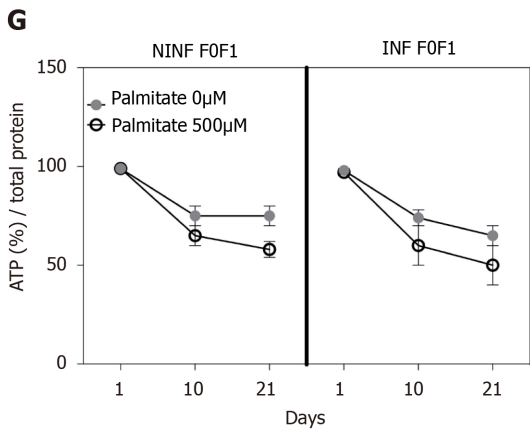 G
NINF F0F1
INF F0F1
150
Palmitate 0µM
Palmitate 500µM
100
50
0
ATP (%) / total protein
1 10 21 1 10 21
Days